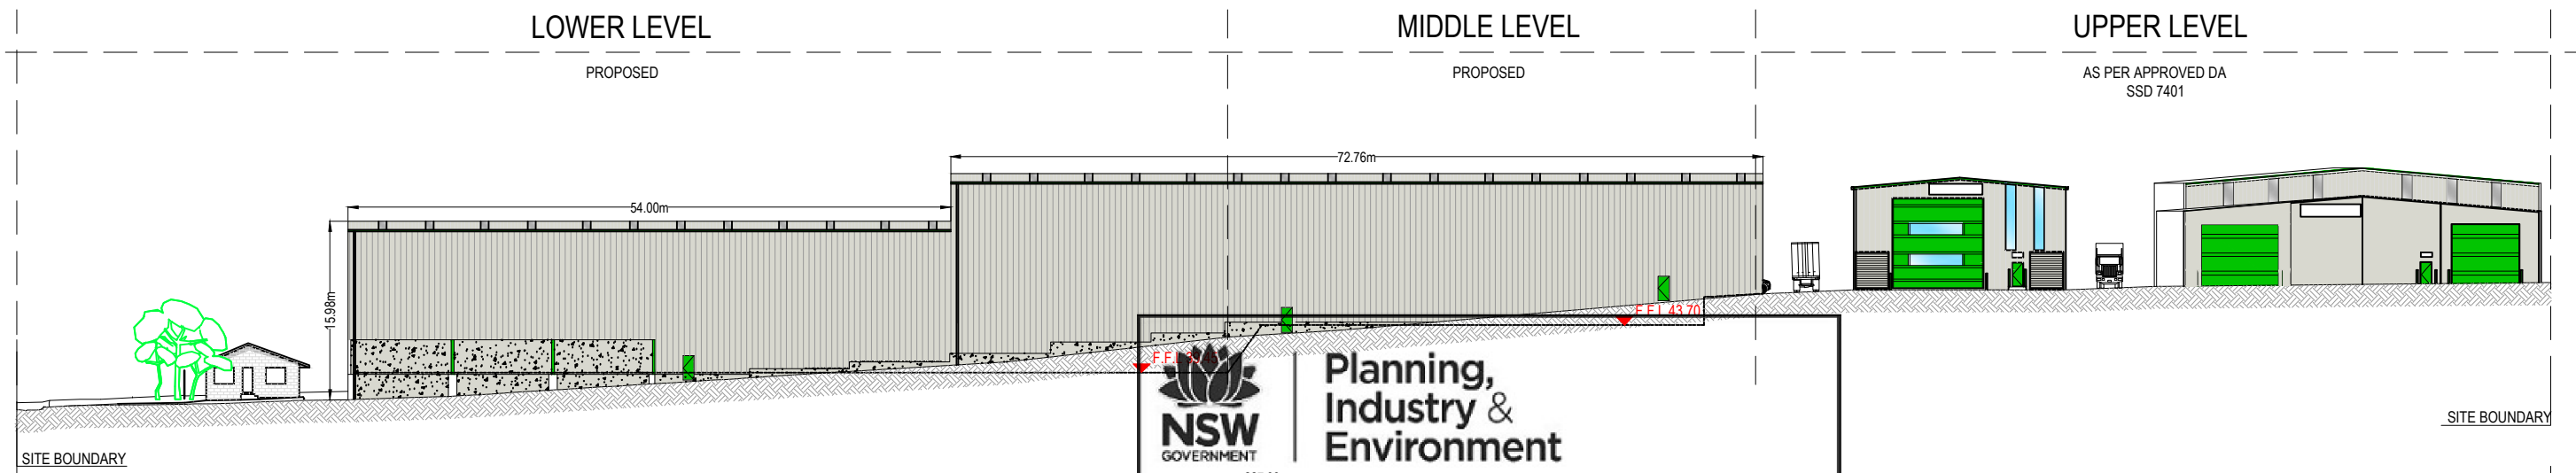 LOWER LEVEL
MIDDLE LEVEL
UPPER LEVEL
PROPOSED
PROPOSED
AS PER APPROVED DA
SSD 7401
72.76m
54.00m
15.98m
F.F.L 43.70
F.F.L
Planning,
Industry &
Environment
NSW
GOVERNMENT
SITE BOUNDARY
SITE BOUNDARY